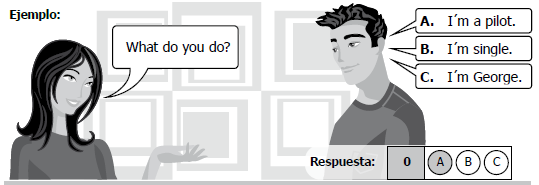 Ejemplo:
What do you do?
A. I´m a pilot.
B. I´m single.
C. I´m George.
Respuesta: 0 A B C